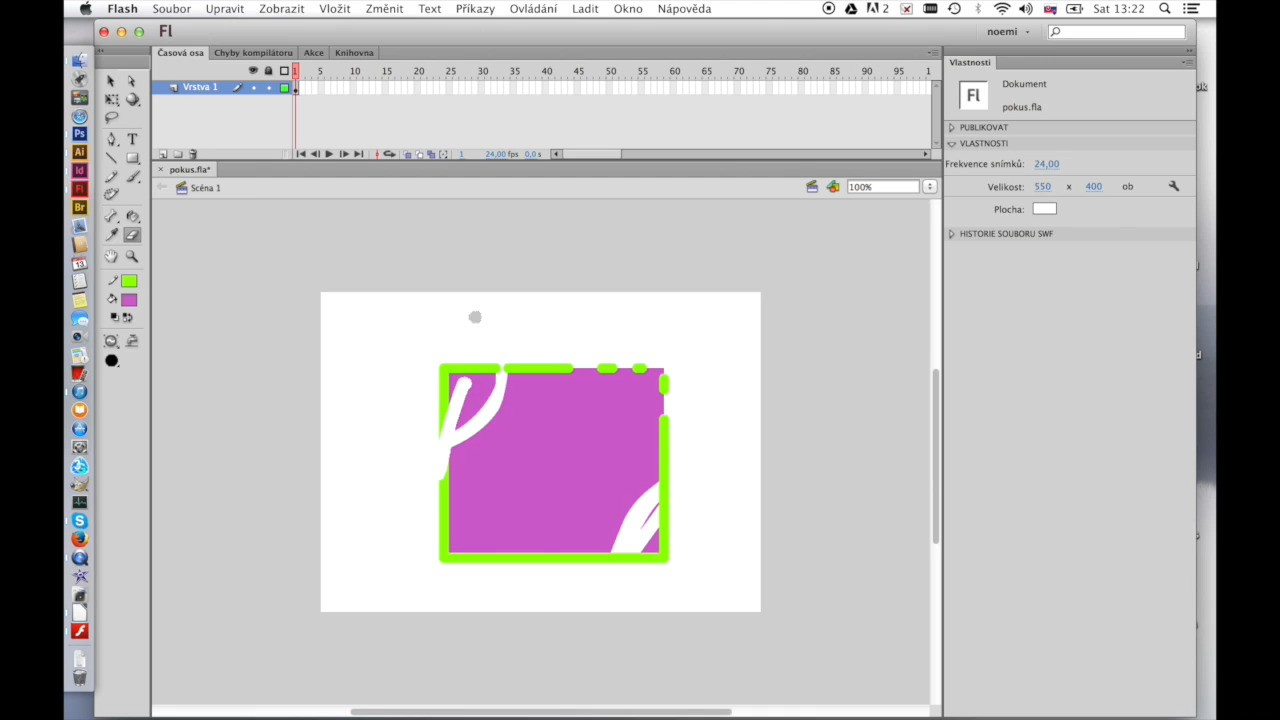 Flash Soubor Upravit Zobrazit Vložit Změnit Text Příkazy Ovládání Ladit Okno Nápověda 2 Sat 13:22
Fl noemi
Časová osa Chyby kompilátoru Akce Knihovna
1 5 10 15 20 25 30 35 40 45 50 55 60 65 70 75 80 85 90 95 1
Vrstva 1
1 24,00 fps 0,0 s
pokus.fla*
Scéna 1 100%
Vlastnosti
Fl Dokument
pokus.fla
PUBLIKOVAT
VLASTNOSTI
Frekvence snímků: 24,00
Velikost: 550 x 400 ob
Plocha:
HISTORIE SOUBORU SWF
Ps
Ai
Id
Fl
Br
13
T